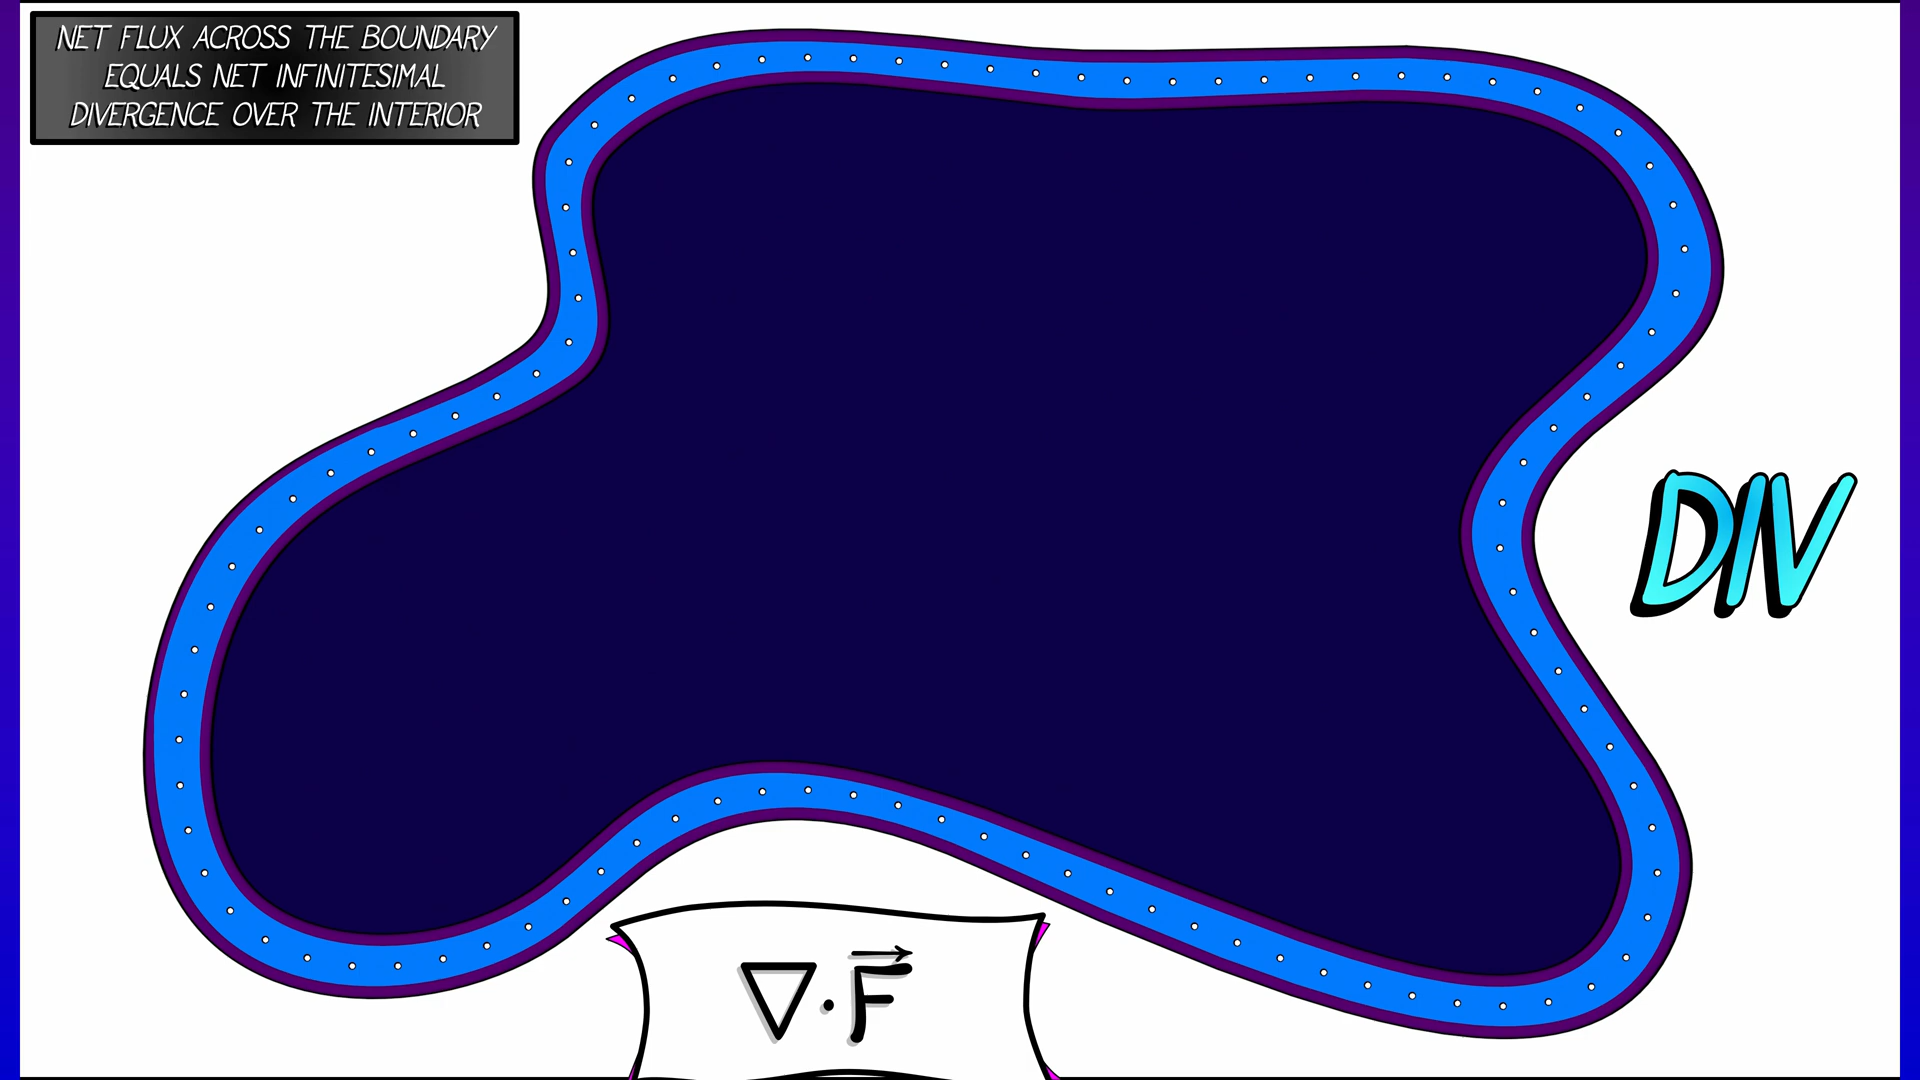 NET FLUX ACROSS THE BOUNDARY
EQUALS NET INFINITESIMAL
DIVERGENCE OVER THE INTERIOR
DIV
∇·F⃗